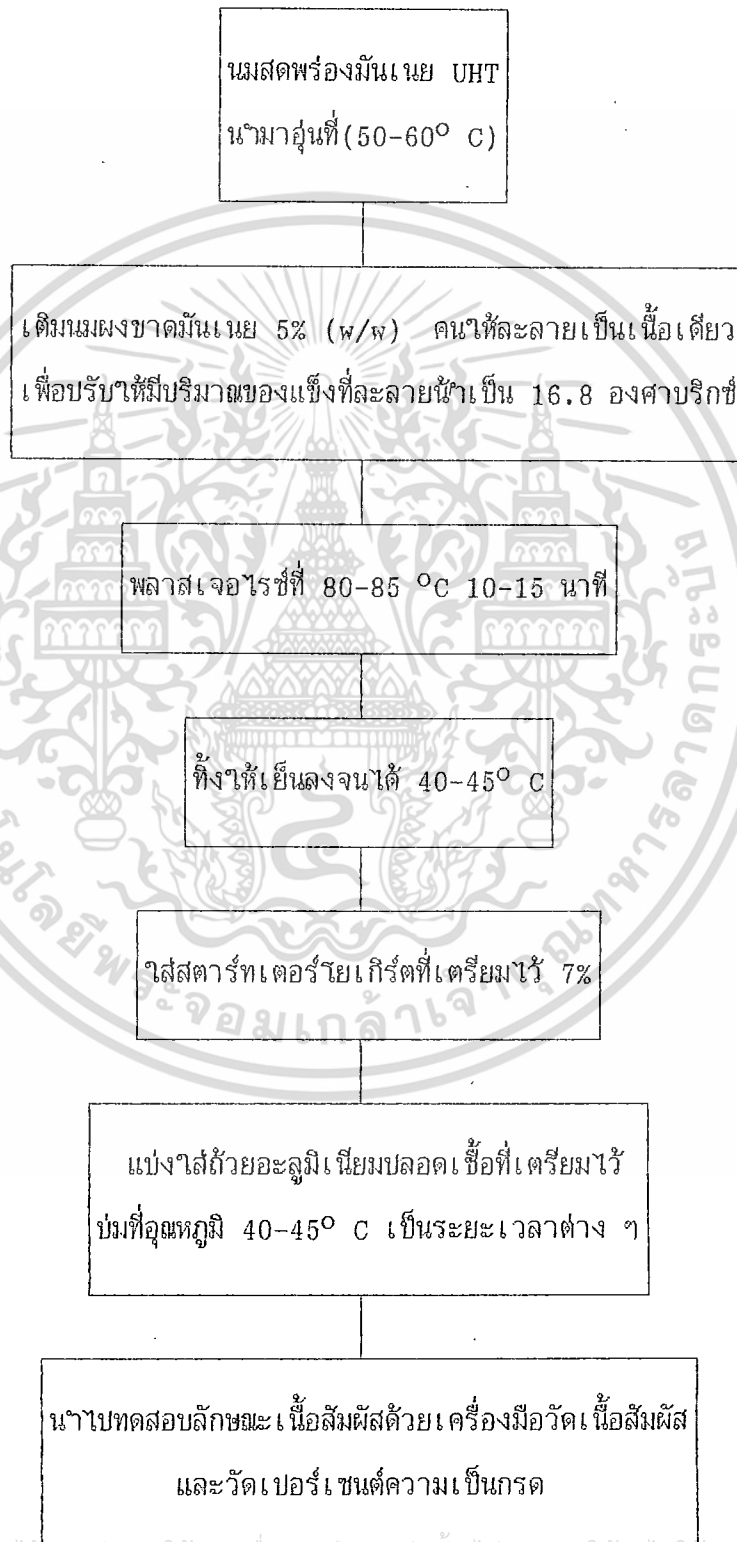 นมสดพร่องมันเนย UHT
นำมาอุ่นที่(50-60° C)
เติมนมผงขาดมันเนย 5% (w/w) คนให้ละลายเป็นเนื้อเดียว
เพื่อปรับให้มีปริมาณของแข็งที่ละลายน้ำเป็น 16.8 องศาบริกซ์
พลาสเจอไรซ์ที่ 80-85 °C 10-15 นาที
ทิ้งให้เย็นลงจนได้ 40-45° C
ใส่สตาร์ทเตอร์โยเกิร์ตที่เตรียมไว้ 7%
แบ่งใส่ถ้วยอะลูมิเนียมปลอดเชื้อที่เตรียมไว้
บ่มที่อุณหภูมิ 40-45° C เป็นระยะเวลาต่าง ๆ
นำไปทดสอบลักษณะเนื้อสัมผัสด้วยเครื่องมือวัดเนื้อสัมผัส
และวัดเปอร์เซนต์ความเป็นกรด